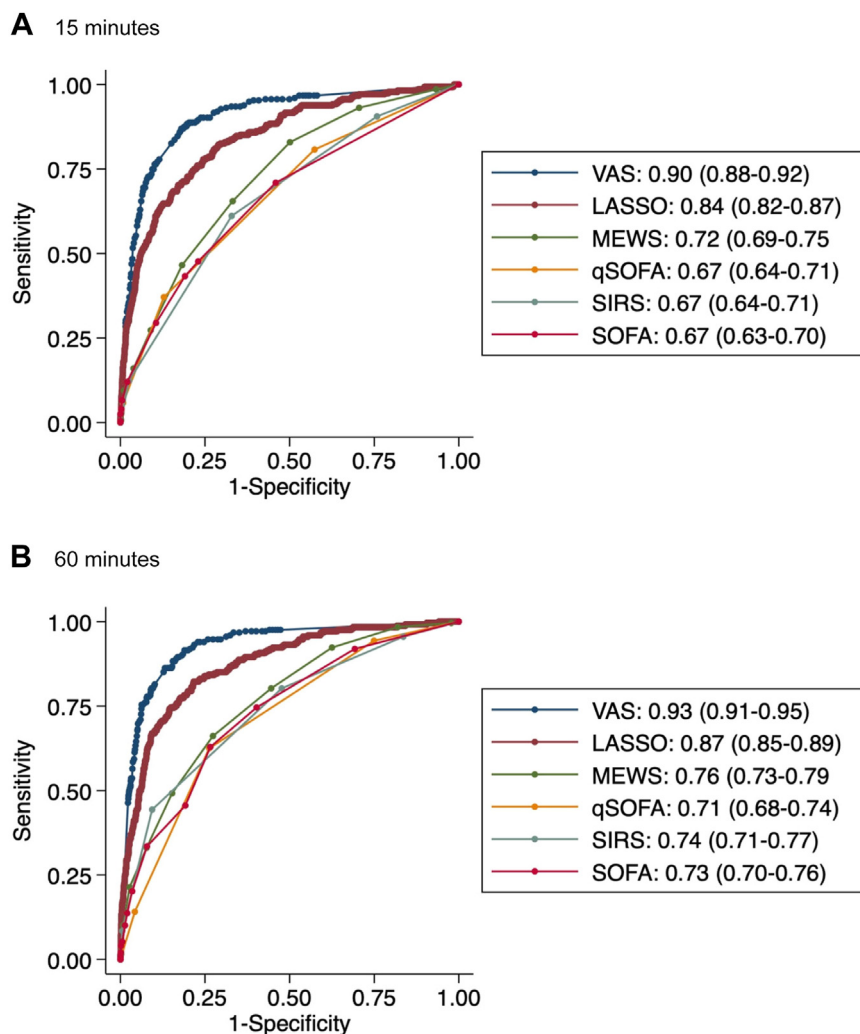 A 15 minutes
1.00
0.75
0.50
0.25
0.00
Sensitivity
0.00 0.25 0.50 0.75 1.00
1-Specificity
VAS: 0.90 (0.88-0.92)
LASSO: 0.84 (0.82-0.87)
MEWS: 0.72 (0.69-0.75
qSOFA: 0.67 (0.64-0.71)
SIRS: 0.67 (0.64-0.71)
SOFA: 0.67 (0.63-0.70)
B 60 minutes
1.00
0.75
0.50
0.25
0.00
Sensitivity
0.00 0.25 0.50 0.75 1.00
1-Specificity
VAS: 0.93 (0.91-0.95)
LASSO: 0.87 (0.85-0.89)
MEWS: 0.76 (0.73-0.79
qSOFA: 0.71 (0.68-0.74)
SIRS: 0.74 (0.71-0.77)
SOFA: 0.73 (0.70-0.76)